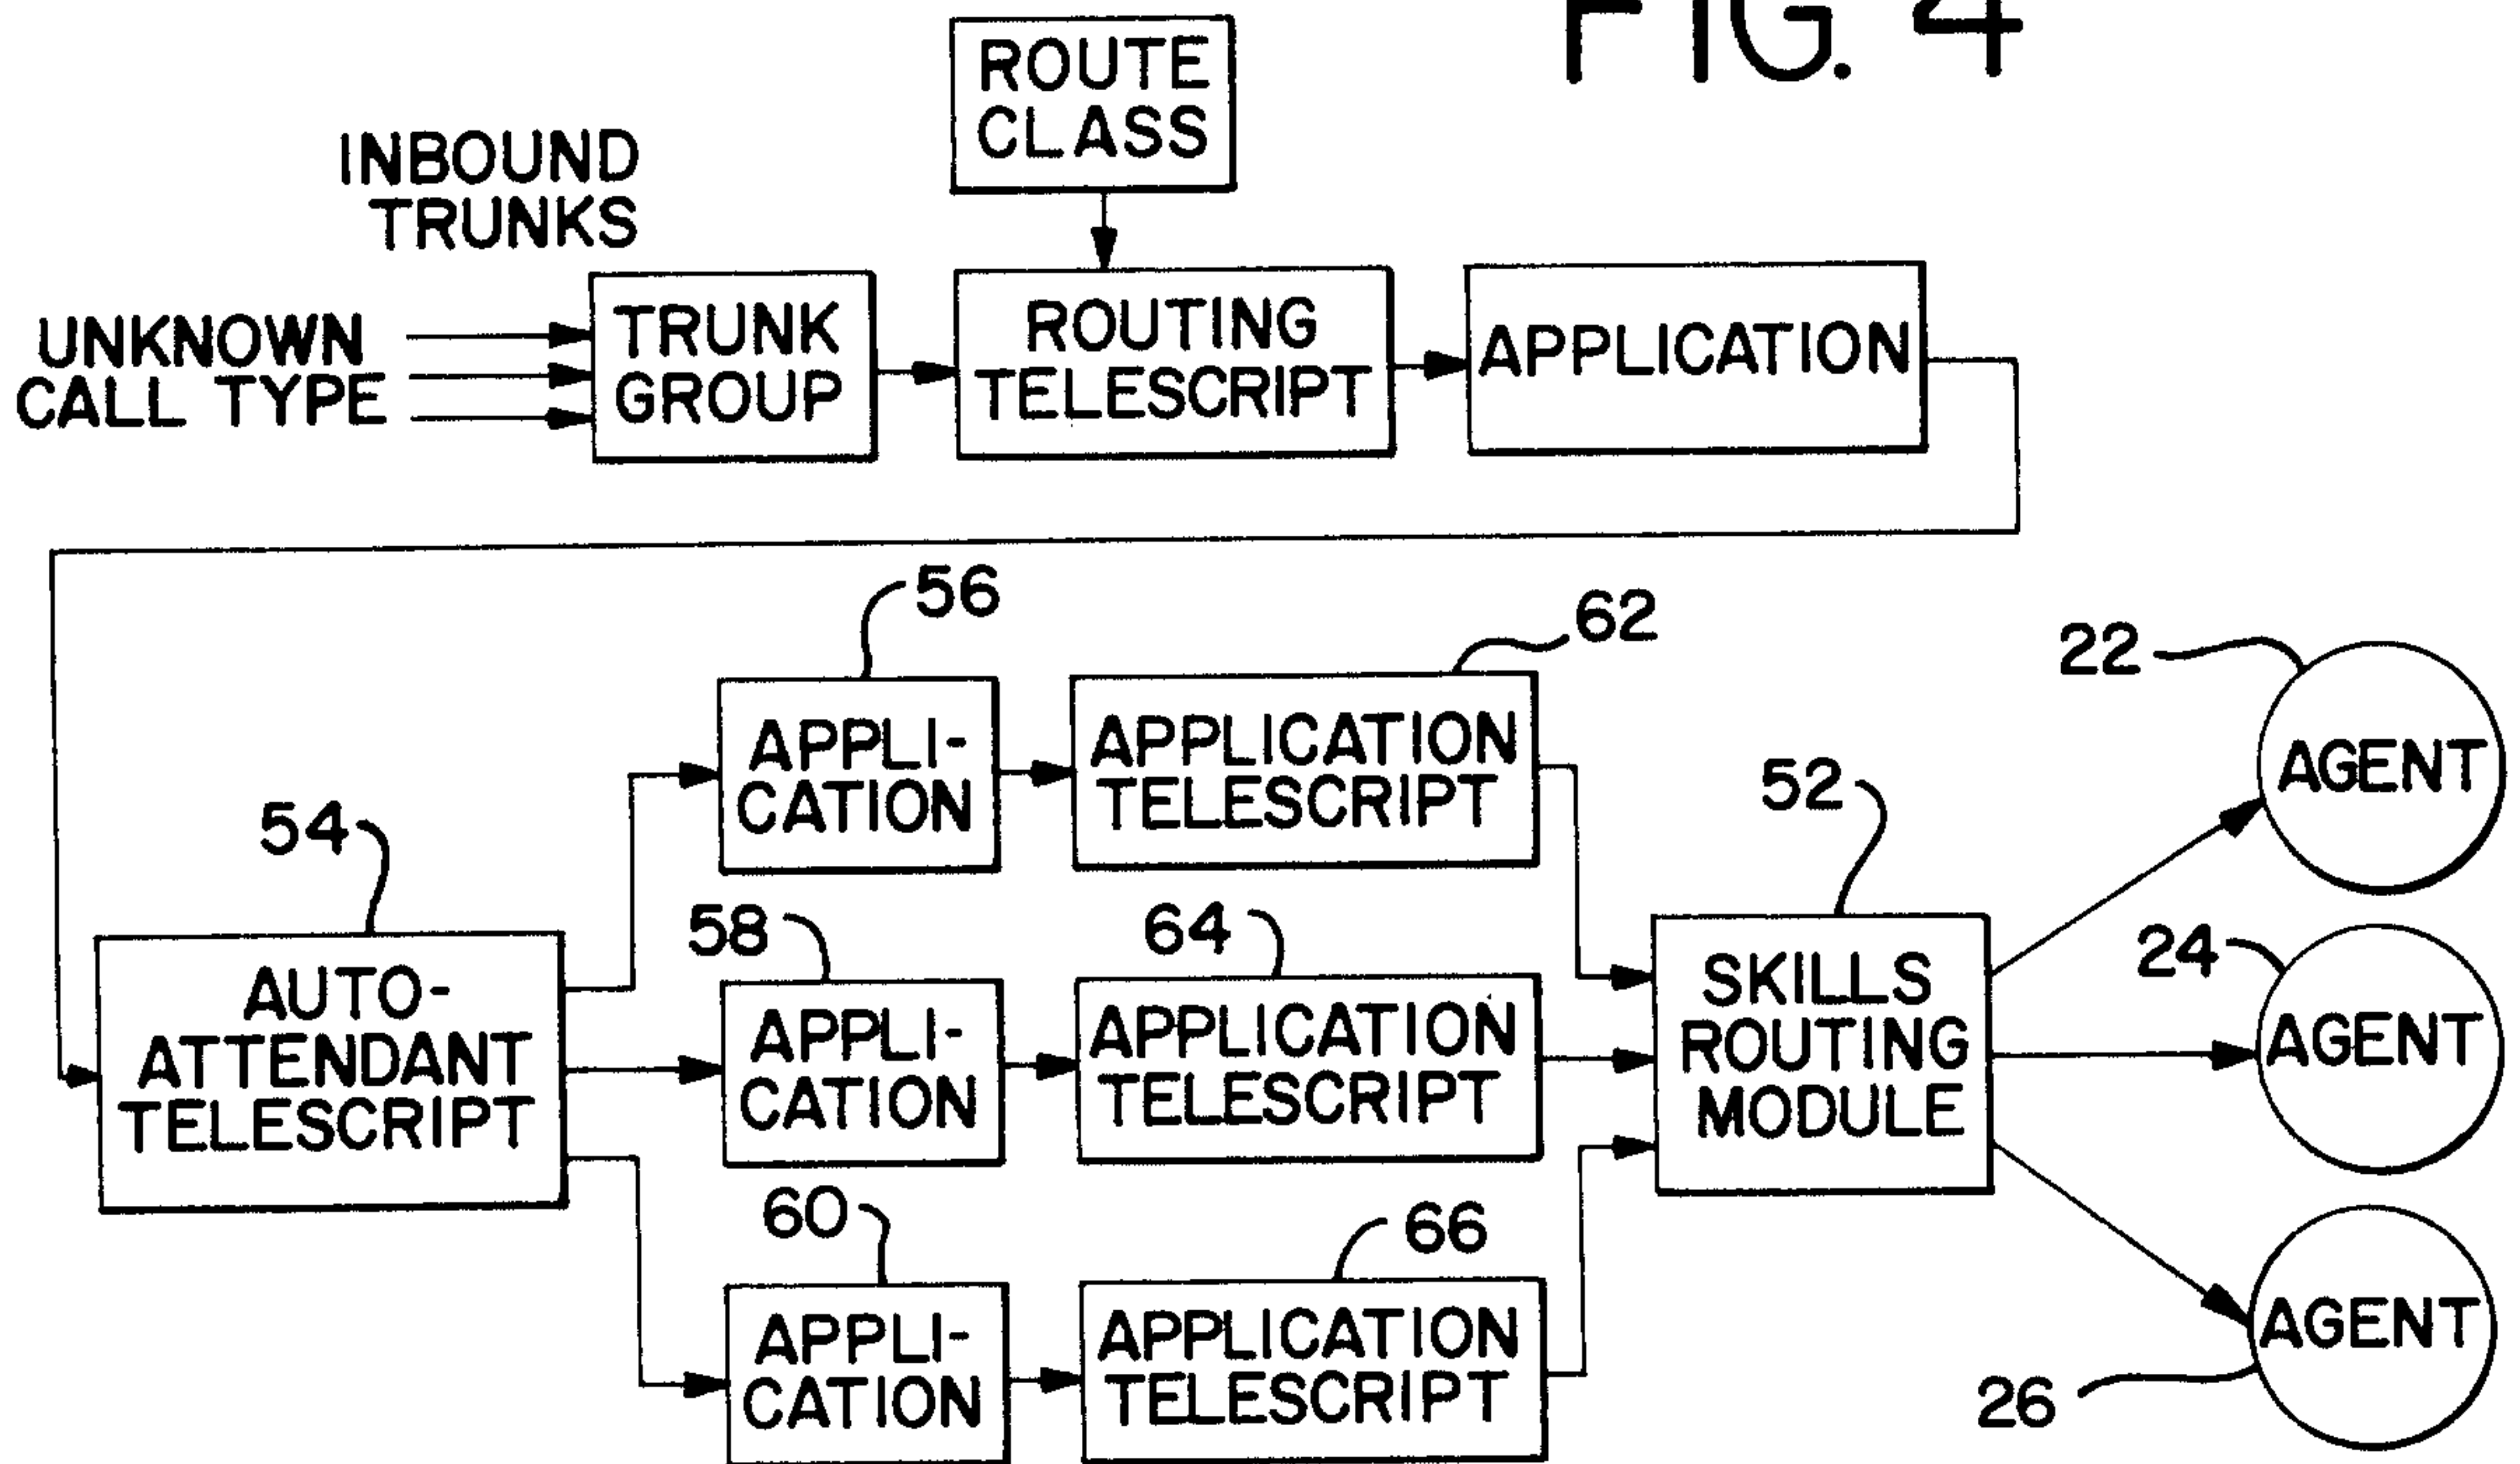 FIG. 4
ROUTE
CLASS
INBOUND
TRUNKS
UNKNOWN
CALL TYPE
TRUNK
GROUP
ROUTING
TELESCRIPT
APPLICATION
56
62
22
APPLI-
CATION
APPLICATION
TELESCRIPT
AGENT
54
52
58
64
24
AUTO-
ATTENDANT
TELESCRIPT
APPLI-
CATION
APPLICATION
TELESCRIPT
SKILLS
ROUTING
MODULE
AGENT
60
66
APPLI-
CATION
APPLICATION
TELESCRIPT
AGENT
26